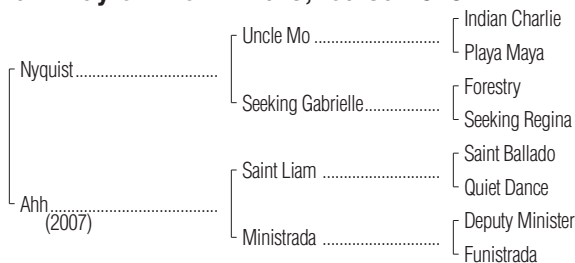 Indian Charlie
Uncle Mo ..............................
Playa Maya
Nyquist..................................
Forestry
Seeking Gabrielle..................
Seeking Regina
Saint Ballado
Saint Liam ............................
Quiet Dance
Ahh........................................
(2007)
Deputy Minister
Ministrada ............................
Funistrada